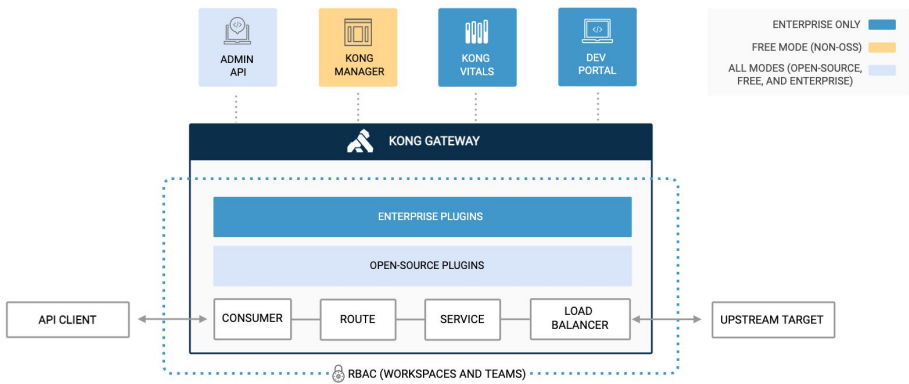 ADMIN
API
KONG
MANAGER
KONG
VITALS
DEV
PORTAL
ENTERPRISE ONLY
FREE MODE (NON-OSS)
ALL MODES (OPEN-SOURCE,
FREE, AND ENTERPRISE)
KONG GATEWAY
ENTERPRISE PLUGINS
OPEN-SOURCE PLUGINS
API CLIENT
CONSUMER
ROUTE
SERVICE
LOAD
BALANCER
UPSTREAM TARGET
RBAC (WORKSPACES AND TEAMS)